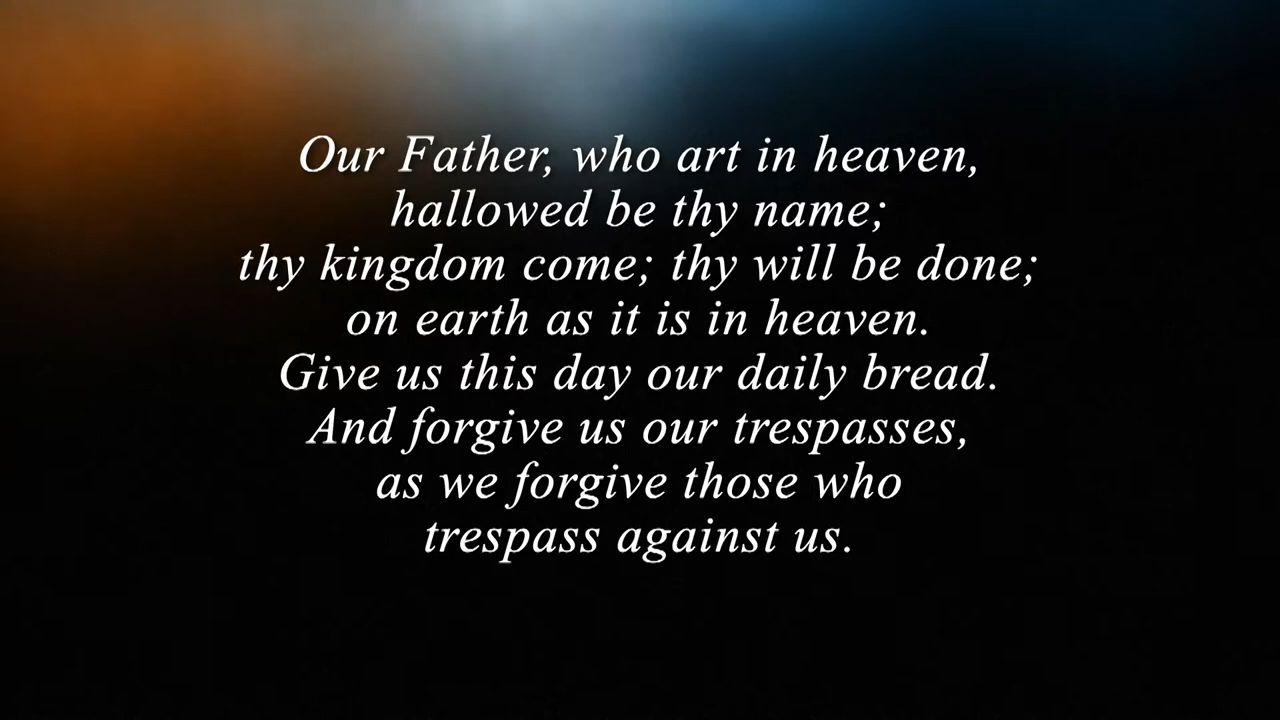 Our Father, who art in heaven,
hallowed be thy name;
thy kingdom come; thy will be done;
on earth as it is in heaven.
Give us this day our daily bread.
And forgive us our trespasses,
as we forgive those who
trespass against us.